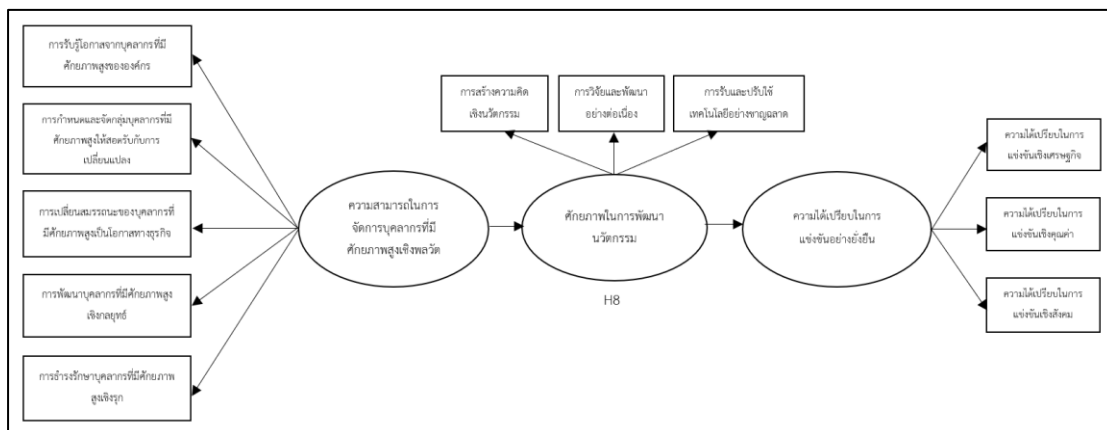 การรับรู้โอกาสจากบุคลากรที่มี
ศักยภาพสูงขององค์กร
การกำหนดและจัดกลุ่มบุคลากรที่มี
ศักยภาพสูงให้สอดรับกับการ
เปลี่ยนแปลง
การเปลี่ยนสมรรถนะของบุคลากรที่
มีศักยภาพสูงเป็นโอกาสทางธุรกิจ
การพัฒนาบุคลากรที่มีศักยภาพสูง
เชิงกลยุทธ์
การธำรงรักษาบุคลากรที่มีศักยภาพ
สูงเชิงรุก
ความสามารถในการ
จัดการบุคลากรที่มี
ศักยภาพสูงเชิงพลวัต
การสร้างความคิด
เชิงนวัตกรรม
การวิจัยและพัฒนา
อย่างต่อเนื่อง
การรับและปรับใช้
เทคโนโลยีอย่างชาญฉลาด
ศักยภาพในการพัฒนา
นวัตกรรม
H8
ความได้เปรียบในการ
แข่งขันอย่างยั่งยืน
ความได้เปรียบในการ
แข่งขันเชิงเศรษฐกิจ
ความได้เปรียบในการ
แข่งขันเชิงคุณค่า
ความได้เปรียบในการ
แข่งขันเชิงสังคม